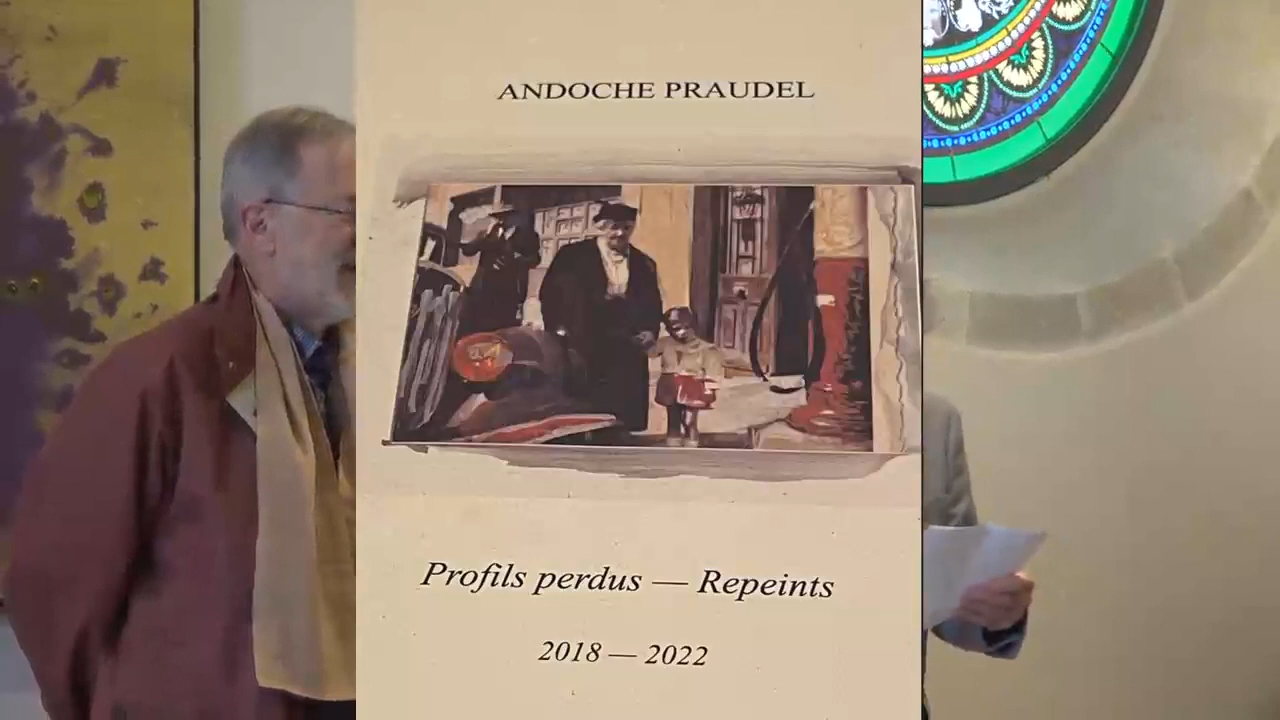 ANDOCHE PRAUDEL
Profils perdus — Repeints
2018 — 2022